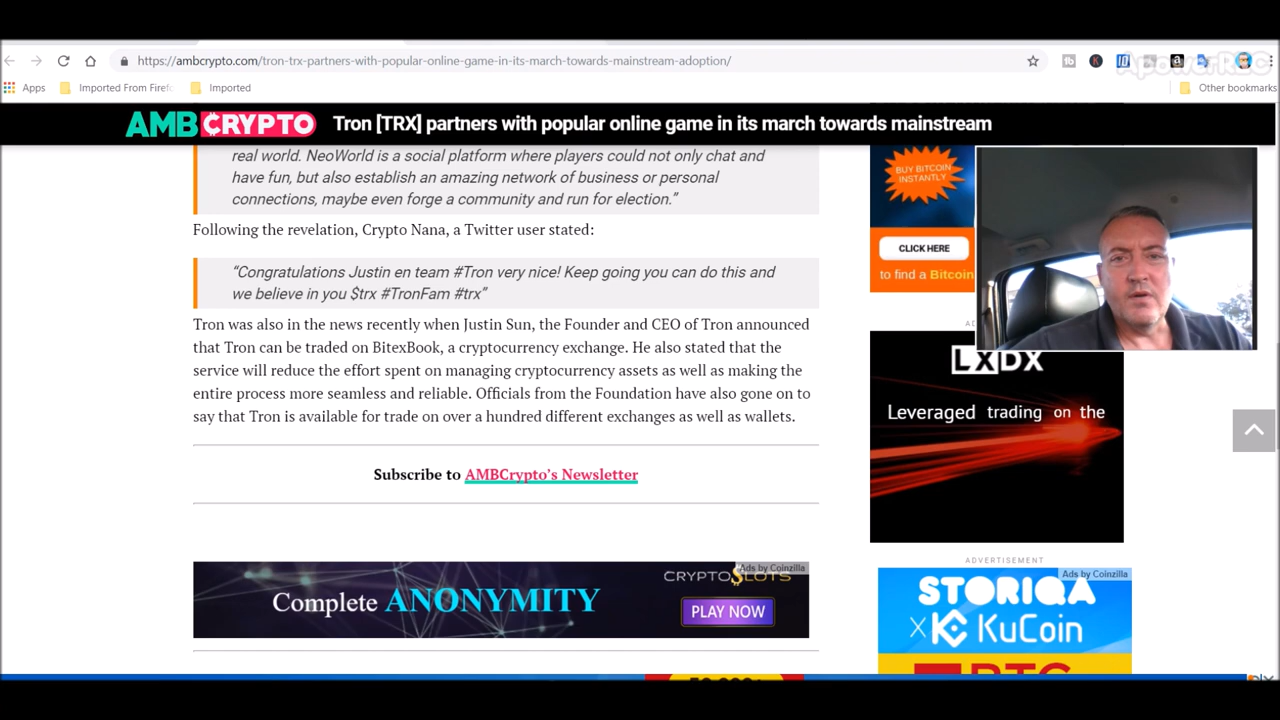 https://ambcrypto.com/tron-trx-partners-with-popular-online-game-in-its-march-towards-mainstream-adoption/
ApowerREC
Apps
Imported From Firef
Imported
Other bookmarks
AMBCRYPTO
Tron [TRX] partners with popular online game in its march towards mainstream
real world. NeoWorld is a social platform where players could not only chat and
have fun, but also establish an amazing network of business or personal
connections, maybe even forge a community and run for election.”
Following the revelation, Crypto Nana, a Twitter user stated:
“Congratulations Justin en team #Tron very nice! Keep going you can do this and
we believe in you $trx #TronFam #trx”
Tron was also in the news recently when Justin Sun, the Founder and CEO of Tron announced
that Tron can be traded on BitexBook, a cryptocurrency exchange. He also stated that the
service will reduce the effort spent on managing cryptocurrency assets as well as making the
entire process more seamless and reliable. Officials from the Foundation have also gone on to
say that Tron is available for trade on over a hundred different exchanges as well as wallets.
Subscribe to AMBCrypto’s Newsletter
Ads by Coinzilla
Complete ANONYMITY
CRYPTOSLOTS
PLAY NOW
BUY BITCOIN
INSTANTLY
CLICK HERE
to find a Bitcoin
LXDX
Leveraged trading on the
ADVERTISEMENT
Ads by Coinzilla
STORIQA
X KuCoin